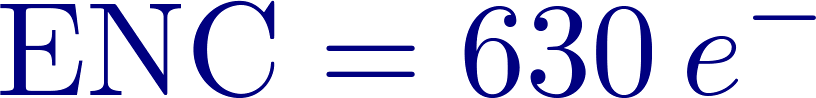 ENC = 630 e⁻